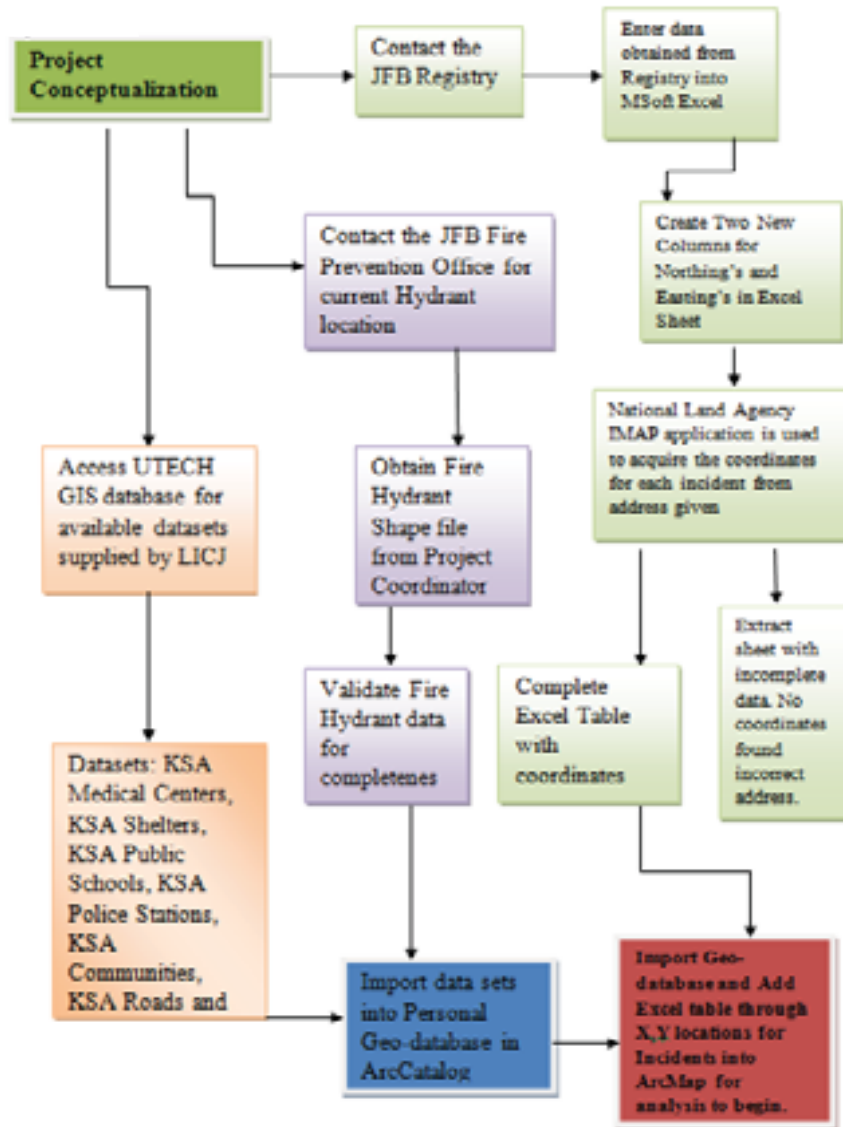 Project
Conceptualization
Contact the
JFB Registry
Enter data
obtained from
Registry into
MSoft Excel
Create Two New
Columns for
Northing's and
Easting's in Excel
Sheet
Contact the JFB Fire
Prevention Office for
current Hydrant
location
National Land Agency
IMAP application is used
to acquire the coordinates
for each incident from
address given
Access UTECH
GIS database for
available datasets
supplied by LICJ
Obtain Fire
Hydrant
Shape file
from Project
Coordinator
Extract
sheet with
incomplete
data. No
coordinates
found
incorrect
address.
Complete
Excel Table
with
coordinates
Validate Fire
Hydrant data
for
completenes
Datasets: KSA
Medical Centers,
KSA Shelters,
KSA Public
Schools, KSA
Police Stations,
KSA
Communities,
KSA Roads and
Import data sets
into Personal
Geo-database in
ArcCatalog
Import Geo-
database and Add
Excel table through
X,Y locations for
Incidents into
ArcMap for
analysis to begin.